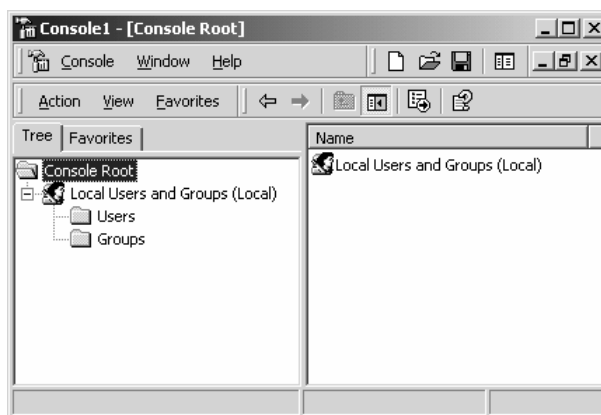 Console1 - [Console Root]
Console Window Help
Action View Favorites
Tree Favorites
Name
Console Root
Local Users and Groups (Local)
Local Users and Groups (Local)
Users
Groups